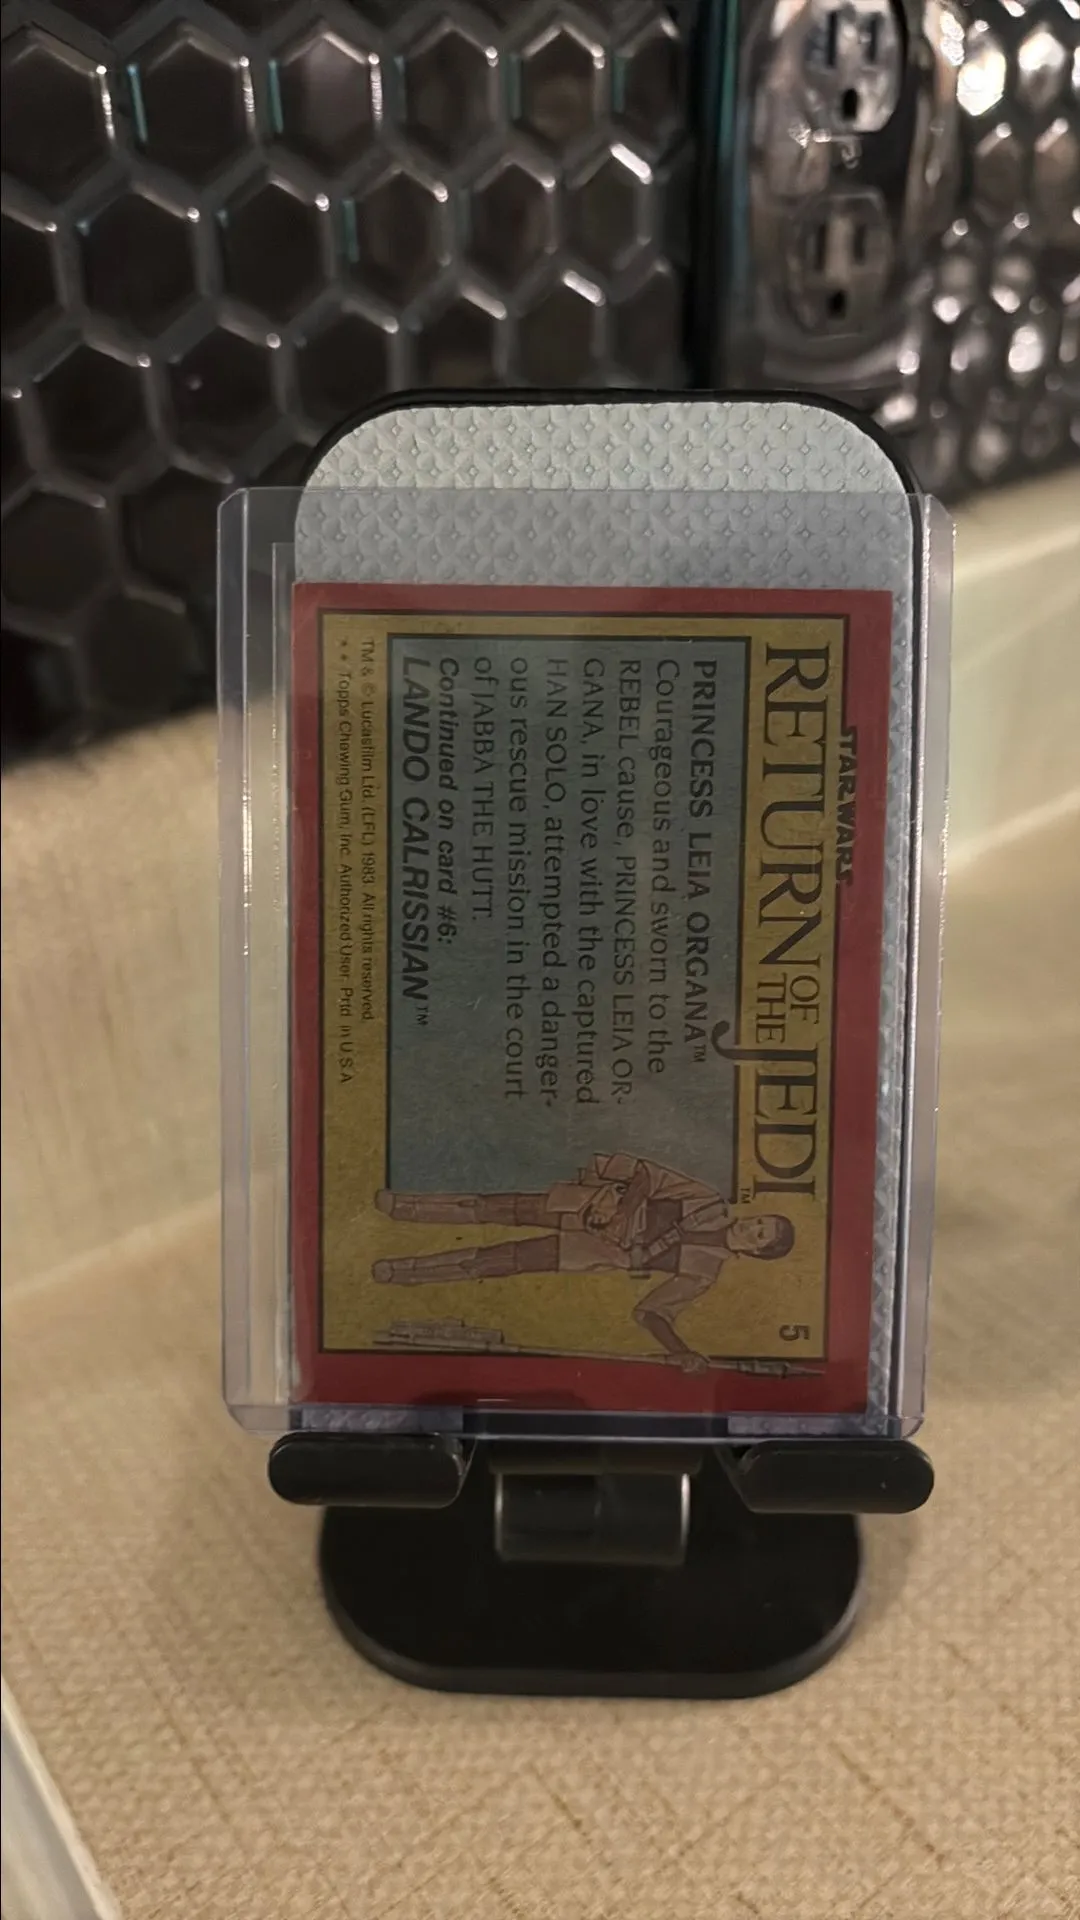 STAR WARS
RETURN OF THE JEDI™
5
PRINCESS LEIA ORGANA™
Courageous and sworn to the
REBEL cause, PRINCESS LEIA OR-
GANA, in love with the captured
HAN SOLO, attempted a danger-
ous rescue mission in the court
of JABBA THE HUTT.
Continued on card #6:
LANDO CALRISSIAN™
TM & © Lucasfilm Ltd. (LFL) 1983. All rights reserved.
* * Topps Chewing Gum, Inc. Authorized User. Prtd. in U.S.A.